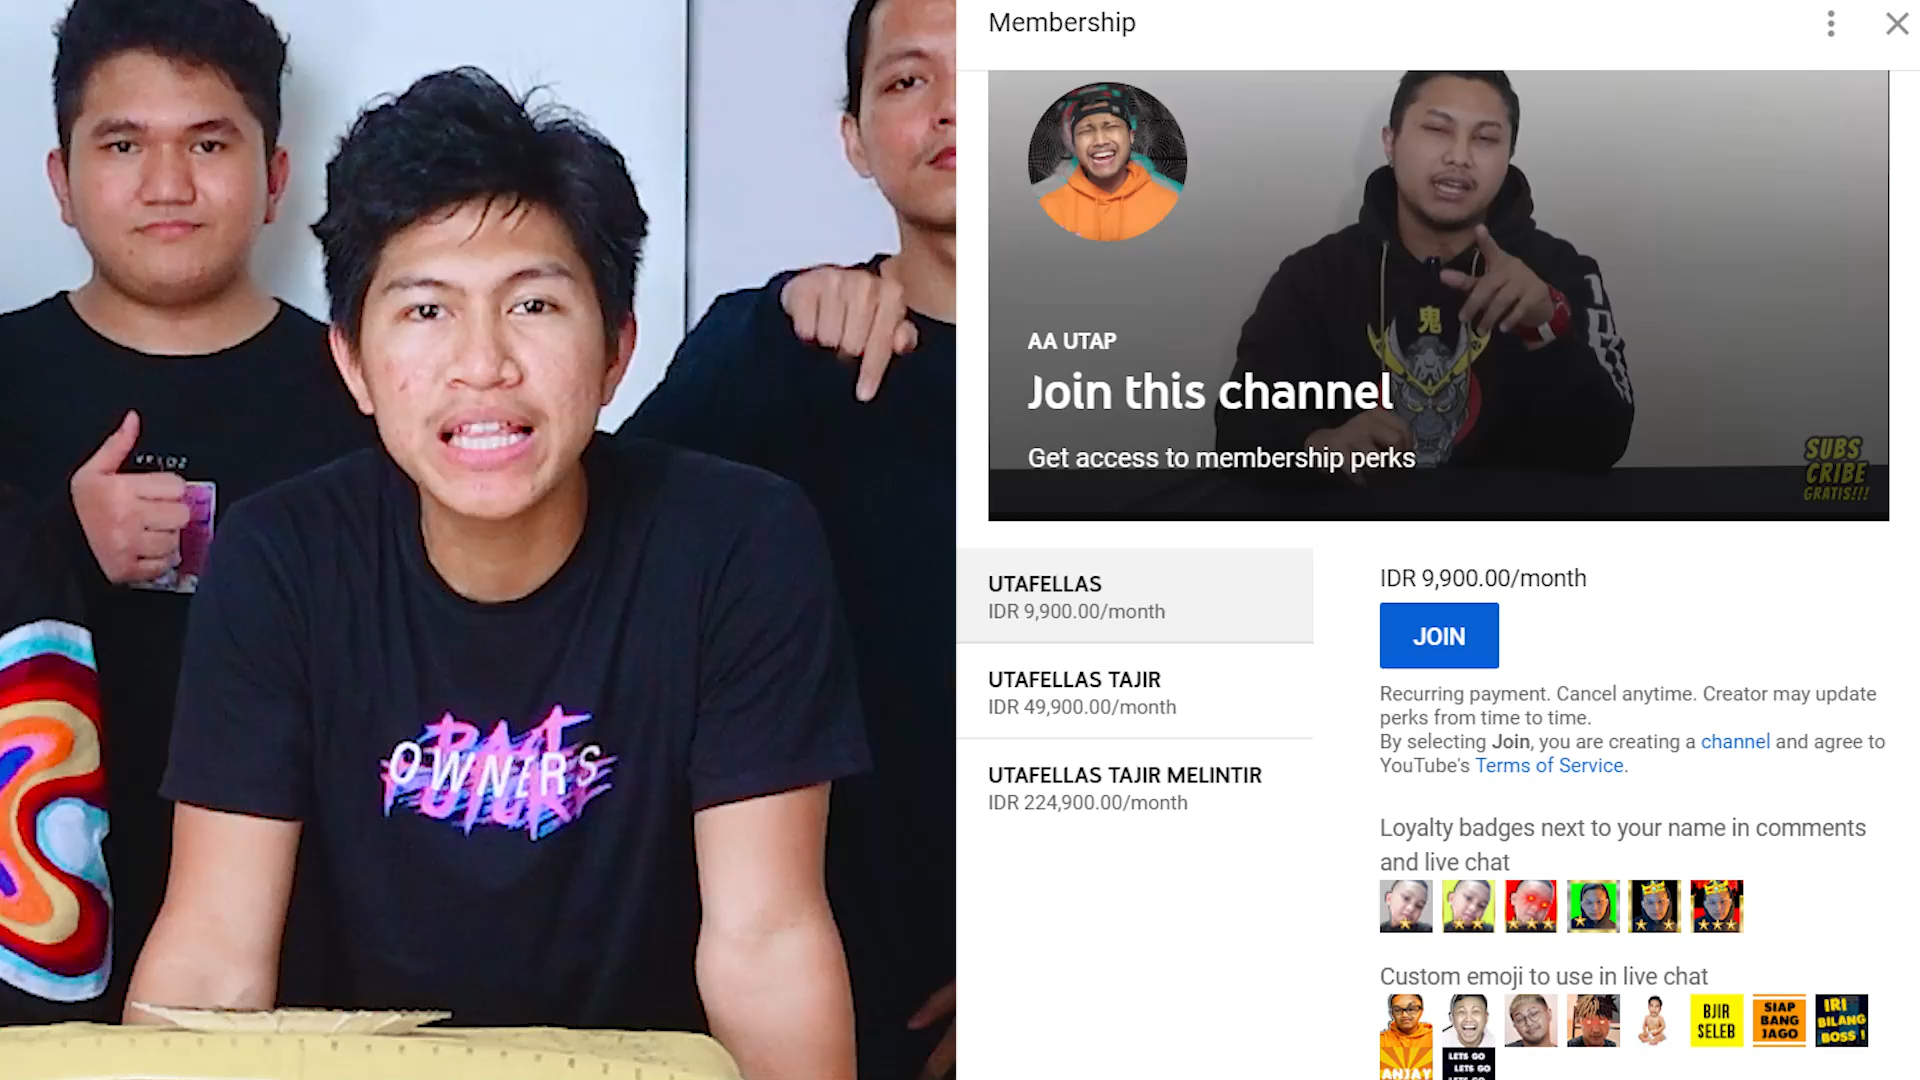 Membership
AA UTAP
Join this channel
Get access to membership perks
SUBS
CRIBE
GRATIS!!!
UTAFELLAS
IDR 9,900.00/month
UTAFELLAS TAJIR
IDR 49,900.00/month
UTAFELLAS TAJIR MELINTIR
IDR 224,900.00/month
IDR 9,900.00/month
JOIN
Recurring payment. Cancel anytime. Creator may update
perks from time to time.
By selecting Join, you are creating a channel and agree to
YouTube's Terms of Service.
Loyalty badges next to your name in comments
and live chat
Custom emoji to use in live chat
ANJAY
LETS GO
LETS GO
BJIR
SELEB
SIAP
BANG
JAGO
IRI
BILANG
BOSS !
OWNERS
鬼